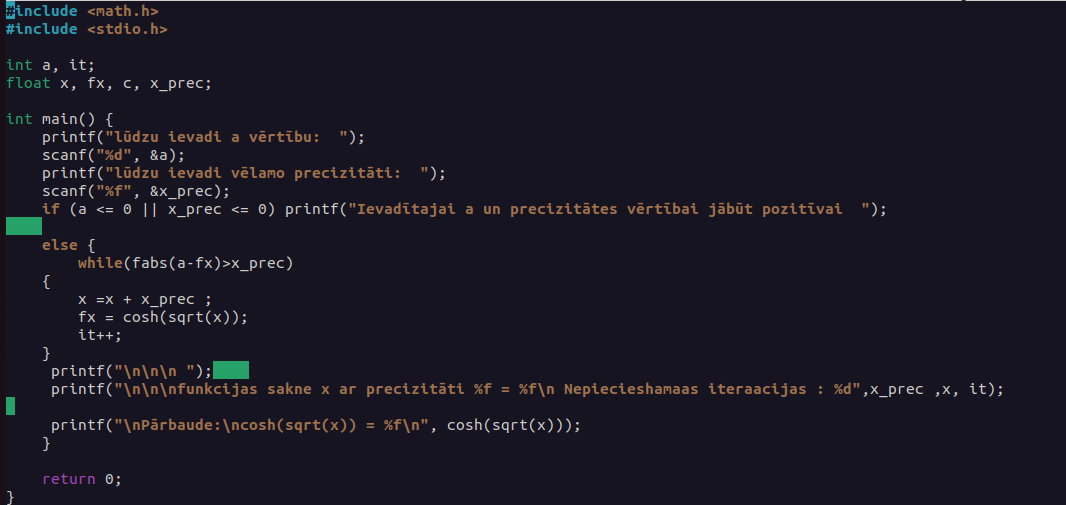 #include <math.h>
#include <stdio.h>
int a, it;
float x, fx, c, x_prec;
int main() {
printf("lūdzu ievadi a vērtību:  ");
scanf("%d", &a);
printf("lūdzu ievadi vēlamo precizitāti:  ");
scanf("%f", &x_prec);
if (a <= 0 || x_prec <= 0) printf("Ievadītajai a un precizitātes vērtībai jābūt pozitīvai  ");
else {
while(fabs(a-fx)>x_prec)
{
x =x + x_prec ;
fx = cosh(sqrt(x));
it++;
}
printf("\n\n\n ");
printf("\n\n\nfunkcijas sakne x ar precizitāti %f = %f\n Nepiecieshamaas iteraacijas : %d",x_prec ,x, it);
printf("\nPārbaude:\ncosh(sqrt(x)) = %f\n", cosh(sqrt(x)));
}
return 0;
}